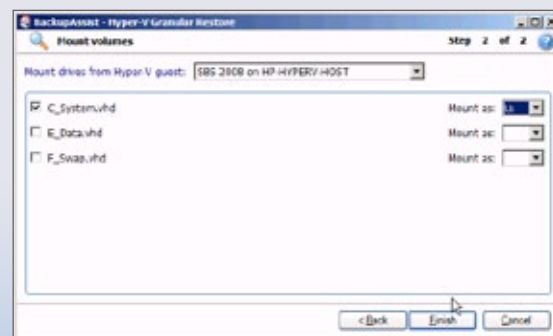 BackupAssist - Hyper-V Granular Restore
Mount volumes Step 2 of 2 ?
Mount drives from Hyper-V guest: SBS 2008 on HP-HYPERV-HOST
C_System.vhd Mount as:
E_Data.vhd Mount as:
F_Swap.vhd Mount as:
< Back Finish Cancel